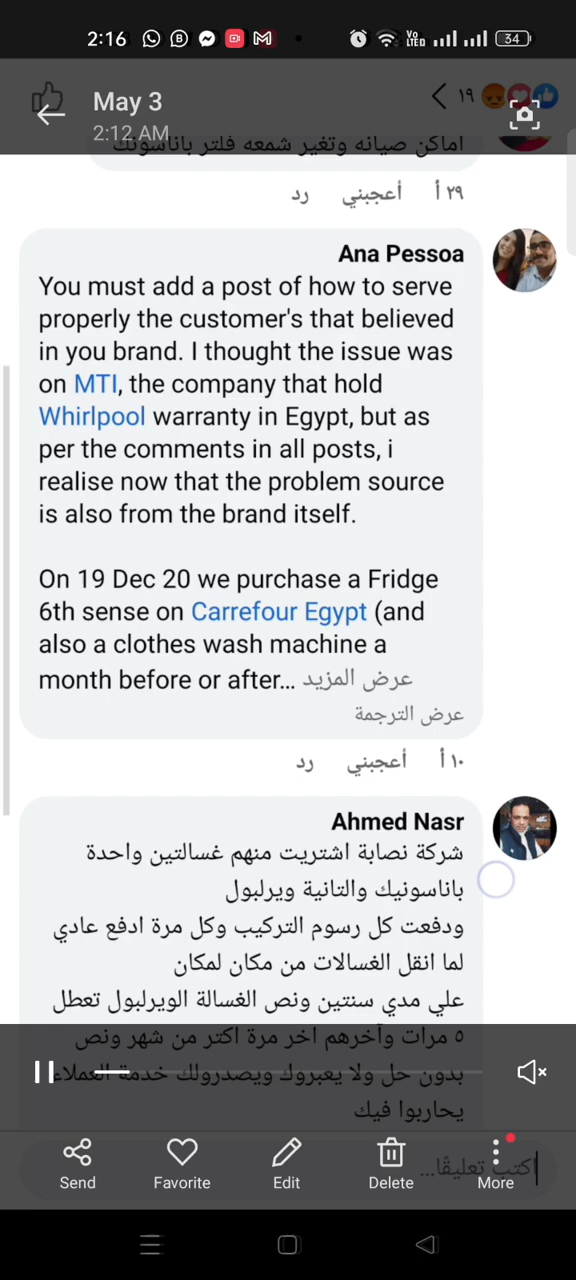 2:16
VO LTED
34
May 3
2:12 AM
١٩
اماكن صيانه وتغير شمعه فلتر باناسونك
٢٩ أ أعجبني رد
Ana Pessoa
You must add a post of how to serve
properly the customer's that believed
in you brand. I thought the issue was
on MTI, the company that hold
Whirlpool warranty in Egypt, but as
per the comments in all posts, i
realise now that the problem source
is also from the brand itself.
On 19 Dec 20 we purchase a Fridge
6th sense on Carrefour Egypt (and
also a clothes wash machine a
month before or after... عرض المزيد
عرض الترجمة
١٠ أ أعجبني رد
Ahmed Nasr
شركة نصابة اشتريت منهم غسالتين واحدة
باناسونيك والتانية ويرلبول
ودفعت كل رسوم التركيب وكل مرة ادفع عادي
لما انقل الغسالات من مكان لمكان
علي مدي سنتين ونص الغسالة الويرلبول تعطل
٥ مرات وآخرهم اخر مرة اكتر من شهر ونص
بدون حل ولا يعبروك ويصدرولك خدمة العملاء
يحاربوا فيك
اكتب تعليقًا...
Send
Favorite
Edit
Delete
More